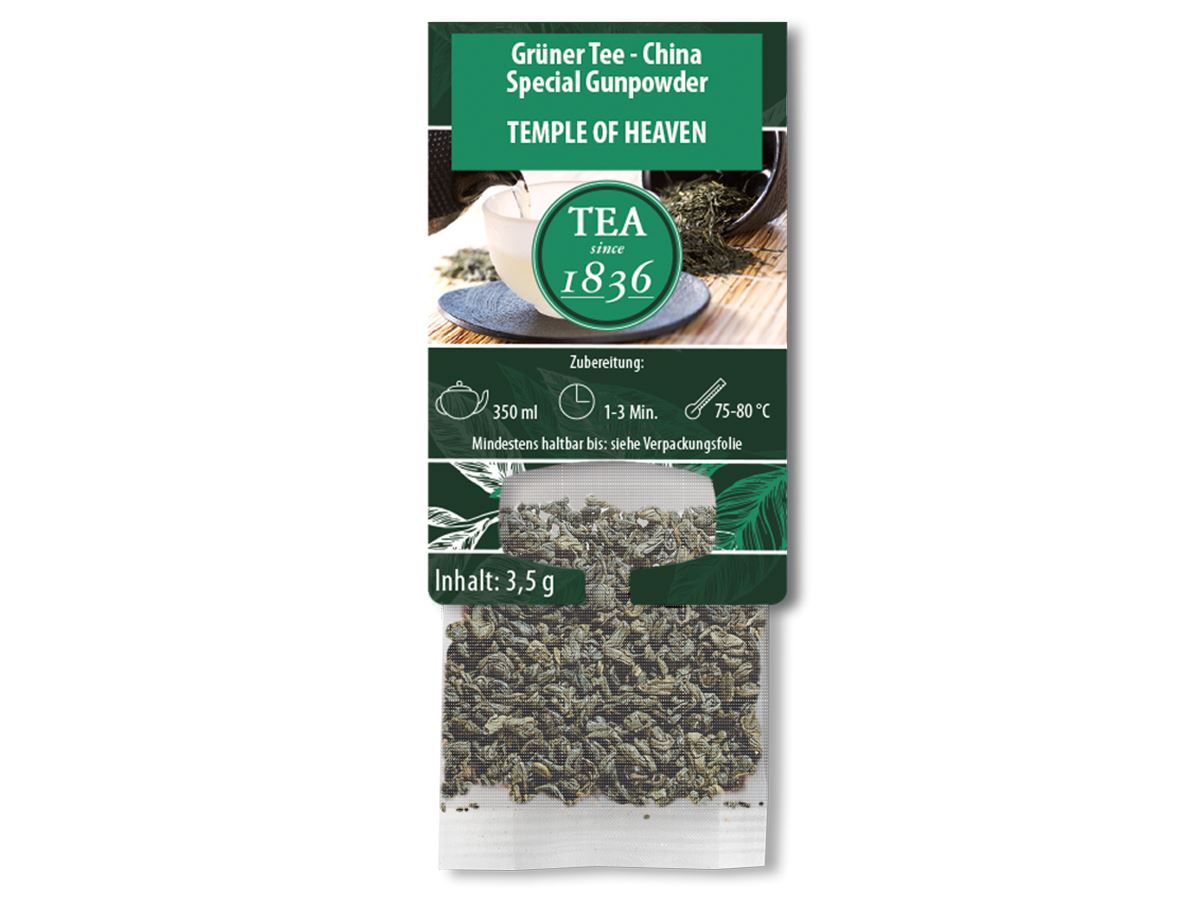 Grüner Tee - China
Special Gunpowder
TEMPLE OF HEAVEN
TEA
since
1836
Zubereitung:
350 ml
1-3 Min.
75-80 °C
Mindestens haltbar bis: siehe Verpackungsfolie
Inhalt: 3,5 g